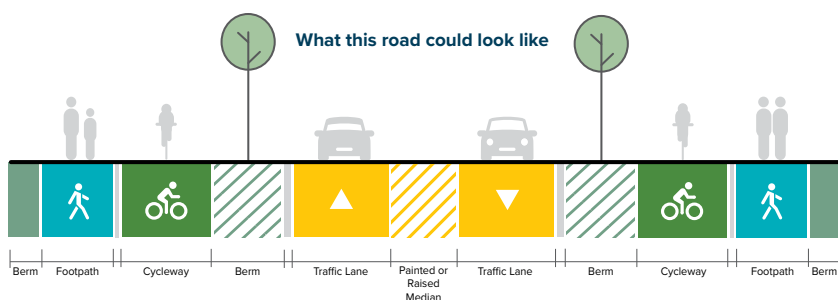 What this road could look like
Berm
Footpath
Cycleway
Berm
Traffic Lane
Painted or
Raised
Median
Traffic Lane
Berm
Cycleway
Footpath
Berm